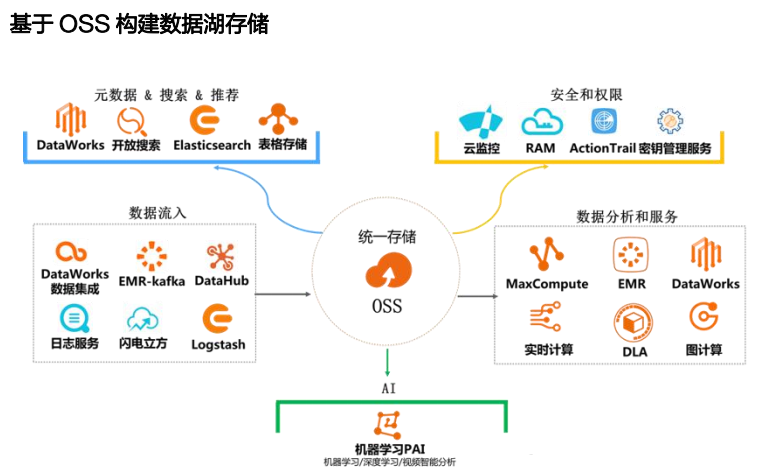 基于 OSS 构建数据湖存储
元数据 & 搜索 & 推荐
DataWorks 开放搜索 Elasticsearch 表格存储
安全和权限
云监控 RAM ActionTrail 密钥管理服务
数据流入
DataWorks
数据集成 EMR-kafka DataHub
日志服务 闪电立方 Logstash
统一存储
OSS
数据分析和服务
MaxCompute EMR DataWorks
实时计算 DLA 图计算
AI
机器学习PAI
机器学习/深度学习/视频智能分析